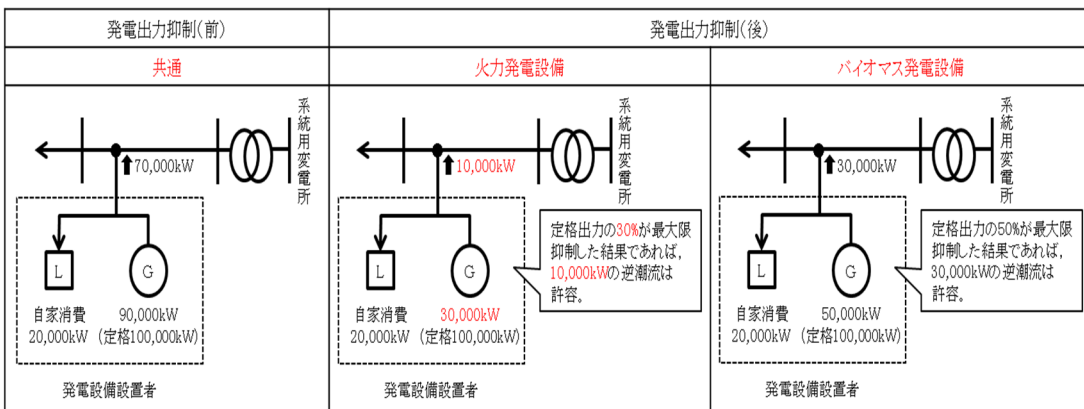 発電出力抑制(前)
発電出力抑制(後)
共通
火力発電設備
バイオマス発電設備
70,000kW
系統用変電所
L
G
自家消費
20,000kW
90,000kW
(定格100,000kW)
発電設備設置者
10,000kW
系統用変電所
定格出力の30%が最大限
抑制した結果であれば,
10,000kWの逆潮流は
許容。
L
G
自家消費
20,000kW
30,000kW
(定格100,000kW)
発電設備設置者
30,000kW
系統用変電所
定格出力の50%が最大限
抑制した結果であれば,
30,000kWの逆潮流は
許容。
L
G
自家消費
20,000kW
50,000kW
(定格100,000kW)
発電設備設置者